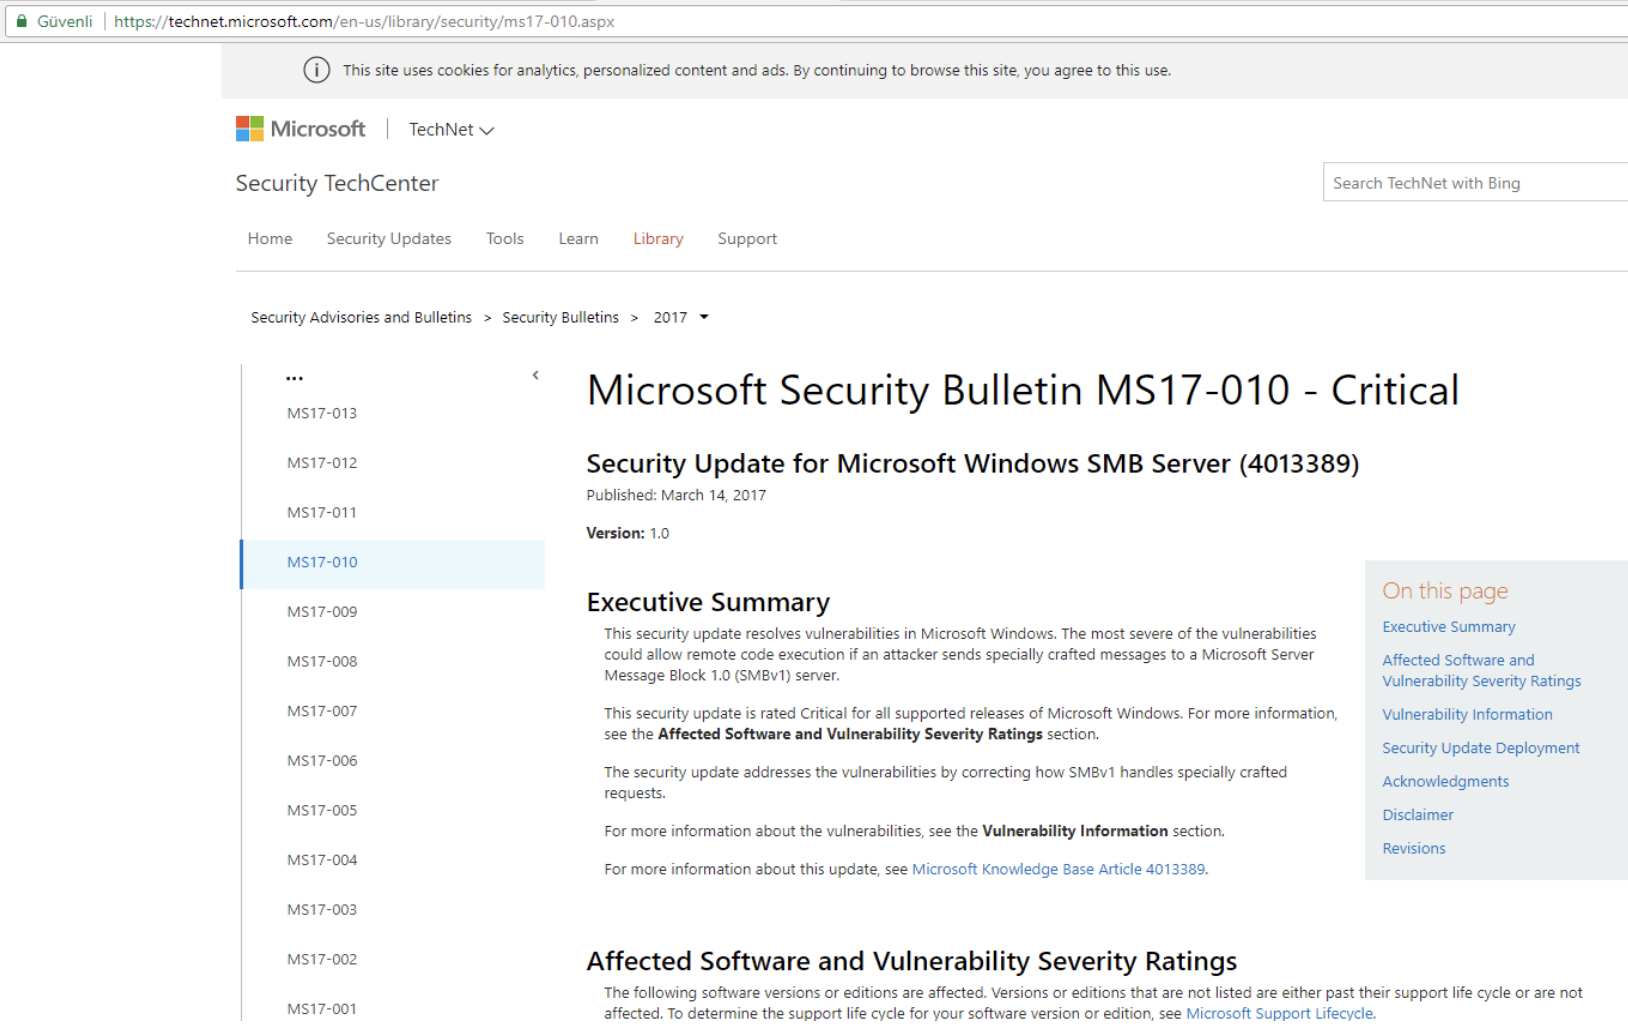 Güvenli | https://technet.microsoft.com/en-us/library/security/ms17-010.aspx
This site uses cookies for analytics, personalized content and ads. By continuing to browse this site, you agree to this use.
Microsoft | TechNet
Security TechCenter
Search TechNet with Bing
Home Security Updates Tools Learn Library Support
Security Advisories and Bulletins > Security Bulletins > 2017
...
MS17-013
MS17-012
MS17-011
MS17-010
MS17-009
MS17-008
MS17-007
MS17-006
MS17-005
MS17-004
MS17-003
MS17-002
MS17-001
Microsoft Security Bulletin MS17-010 - Critical
Security Update for Microsoft Windows SMB Server (4013389)
Published: March 14, 2017
Version: 1.0
Executive Summary
This security update resolves vulnerabilities in Microsoft Windows. The most severe of the vulnerabilities
could allow remote code execution if an attacker sends specially crafted messages to a Microsoft Server
Message Block 1.0 (SMBv1) server.
This security update is rated Critical for all supported releases of Microsoft Windows. For more information,
see the Affected Software and Vulnerability Severity Ratings section.
The security update addresses the vulnerabilities by correcting how SMBv1 handles specially crafted
requests.
For more information about the vulnerabilities, see the Vulnerability Information section.
For more information about this update, see Microsoft Knowledge Base Article 4013389.
On this page
Executive Summary
Affected Software and
Vulnerability Severity Ratings
Vulnerability Information
Security Update Deployment
Acknowledgments
Disclaimer
Revisions
Affected Software and Vulnerability Severity Ratings
The following software versions or editions are affected. Versions or editions that are not listed are either past their support life cycle or are not
affected. To determine the support life cycle for your software version or edition, see Microsoft Support Lifecycle.